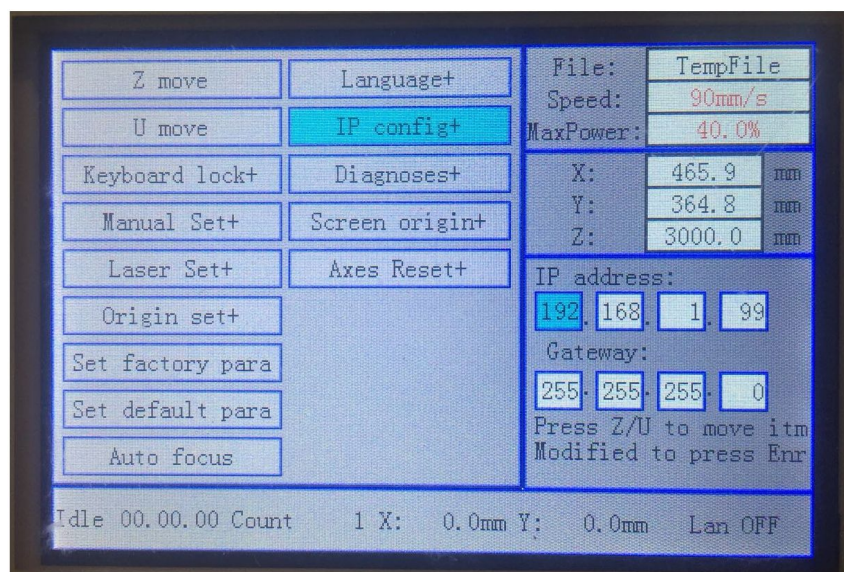 Z move
U move
Keyboard lock+
Manual Set+
Laser Set+
Origin set+
Set factory para
Set default para
Auto focus
Language+
IP config+
Diagnoses+
Screen origin+
Axes Reset+
File: TempFile
Speed: 90mm/s
MaxPower: 40.0%
X: 465.9 mm
Y: 364.8 mm
Z: 3000.0 mm
IP address:
192. 168. 1. 99
Gateway:
255. 255. 255. 0
Press Z/U to move itm
Modified to press Enr
Idle 00.00.00 Count 1 X: 0.0mm Y: 0.0mm Lan OFF